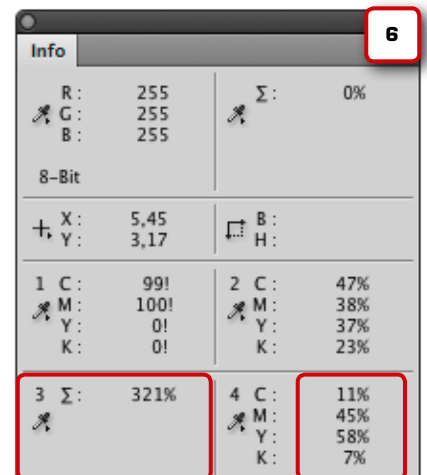 6
Info
R : 255 Σ : 0%
G : 255
B : 255
8-Bit
X : 5,45 B :
Y : 3,17 H :
1 C : 99! 2 C : 47%
M : 100! M : 38%
Y : 0! Y : 37%
K : 0! K : 23%
3 Σ : 321% 4 C : 11%
M : 45%
Y : 58%
K : 7%